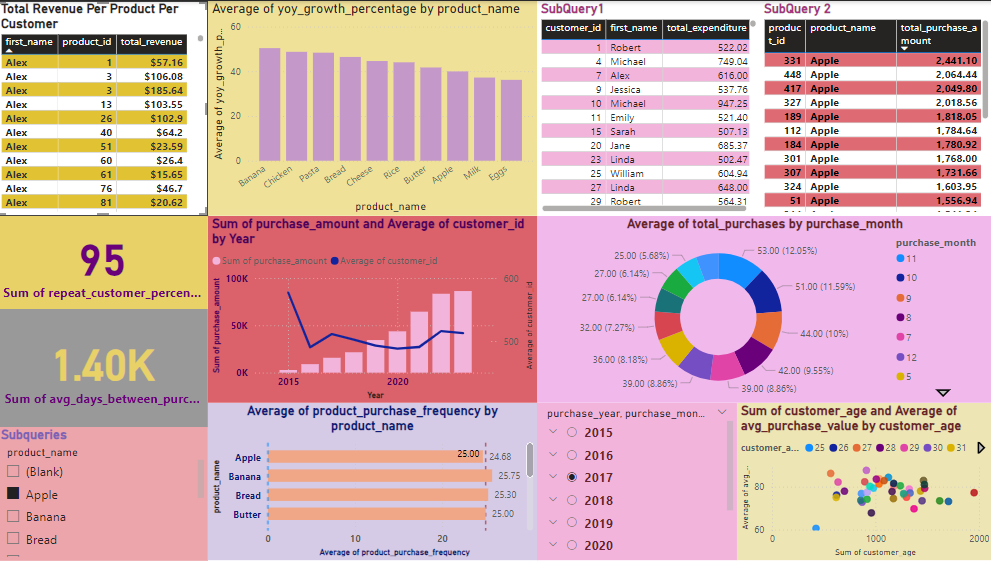 Total Revenue Per Product Per
Customer
first_name product_id total_revenue
Alex 1 $57.16
Alex 3 $106.08
Alex 3 $185.64
Alex 13 $103.55
Alex 26 $102.9
Alex 40 $64.2
Alex 51 $23.59
Alex 60 $26.4
Alex 61 $15.65
Alex 76 $46.7
Alex 81 $20.62
Average of yoy_growth_percentage by product_name
Average of yoy_growth_p...
60
40
20
0
Banana Chicken Pasta Bread Cheese Rice Butter Apple Milk Eggs
product_name
SubQuery1
customer_id first_name total_expenditure
1 Robert 522.02
4 Michael 749.04
7 Alex 616.00
9 Jessica 537.76
10 Michael 947.25
11 Emily 521.40
15 Sarah 507.13
20 Jane 685.37
23 Linda 502.47
25 William 604.94
27 Linda 648.00
29 Robert 564.31
SubQuery 2
produc
t_id
product_name
total_purchase_a
mount
331 Apple 2,441.10
448 Apple 2,064.44
417 Apple 2,049.80
327 Apple 2,018.56
189 Apple 1,818.05
112 Apple 1,784.64
184 Apple 1,780.92
301 Apple 1,768.00
307 Apple 1,731.66
324 Apple 1,603.95
51 Apple 1,556.94
95
Sum of repeat_customer_percen...
1.40K
Sum of avg_days_between_purc...
Sum of purchase_amount and Average of customer_id
by Year
Sum of purchase_amount Average of customer_id
Sum of purchase_amount
100K
50K
0K
600
500
Average of customer_id
2015 2020
Year
Average of total_purchases by purchase_month
53.00 (12.05%)
51.00 (11.59%)
44.00 (10%)
42.00 (9.55%)
39.00 (8.86%)
39.00 (8.86%)
36.00 (8.18%)
32.00 (7.27%)
27.00 (6.14%)
27.00 (6.14%)
25.00 (5.68%)
purchase_month
11
10
9
8
7
12
5
Subqueries
product_name
(Blank)
Apple
Banana
Bread
Average of product_purchase_frequency by
product_name
product_name
Apple 25.00 24.68
Banana 25.75
Bread 25.30
Butter 25.00
0 10 20
Average of product_purchase_frequency
purchase_year, purchase_mon...
2015
2016
2017
2018
2019
2020
Sum of customer_age and Average of
avg_purchase_value by customer_age
customer_a... 25 26 27 28 29 30 31
Average of avg_...
80
60
0 1000 2000
Sum of customer_age